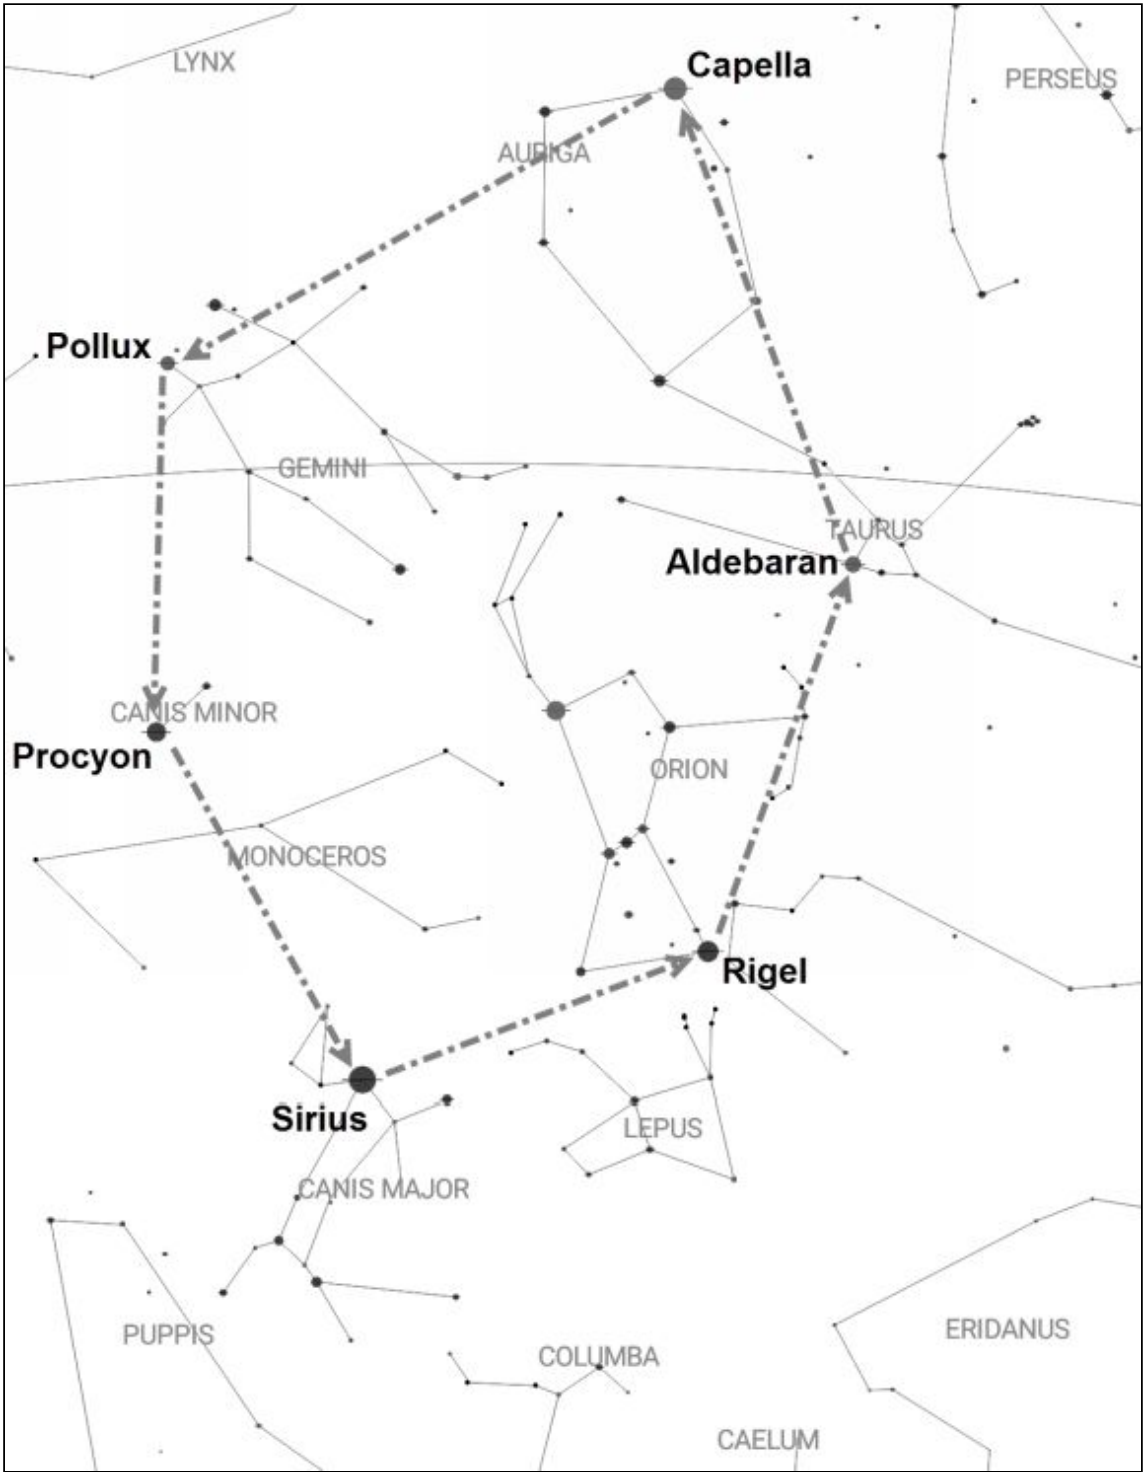 LYNX
Capella
PERSEUS
AURIGA
Pollux
GEMINI
TAURUS
Aldebaran
CANIS MINOR
Procyon
ORION
MONOCEROS
Rigel
Sirius
LEPUS
CANIS MAJOR
PUPPIS
COLUMBA
ERIDANUS
CAELUM